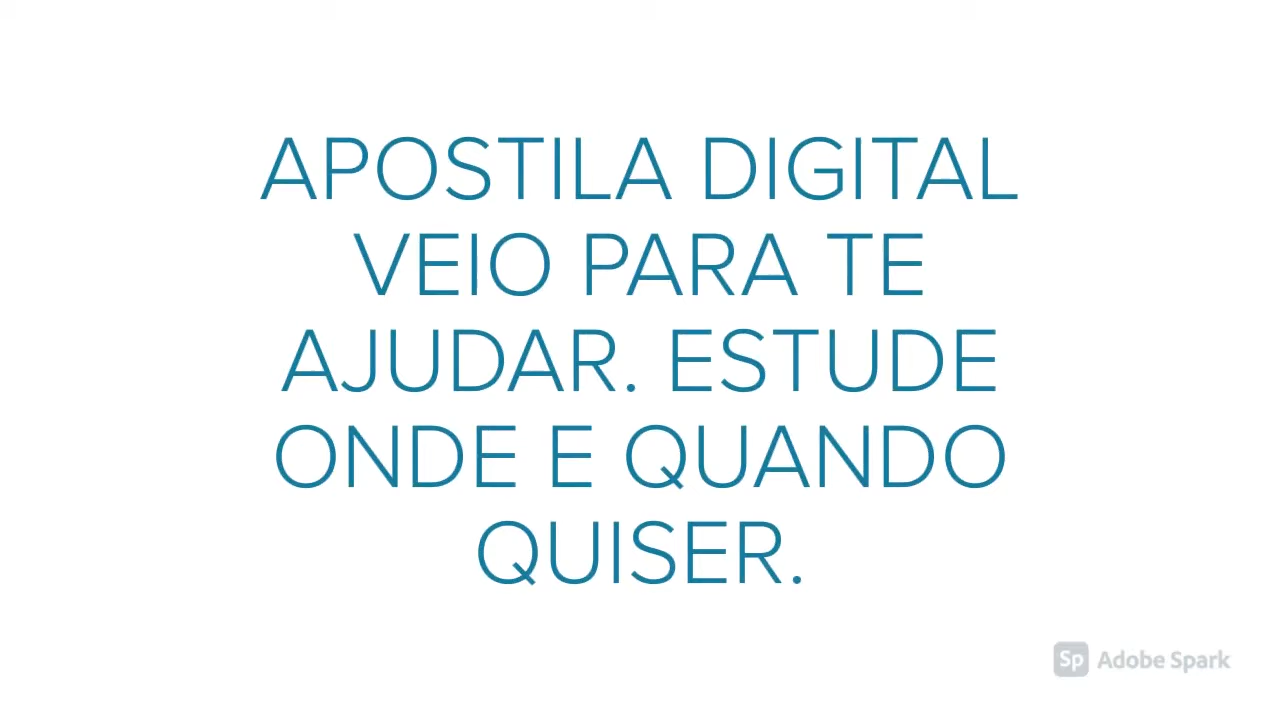 APOSTILA DIGITAL
VEIO PARA TE
AJUDAR. ESTUDE
ONDE E QUANDO
QUISER.
Sp Adobe Spark